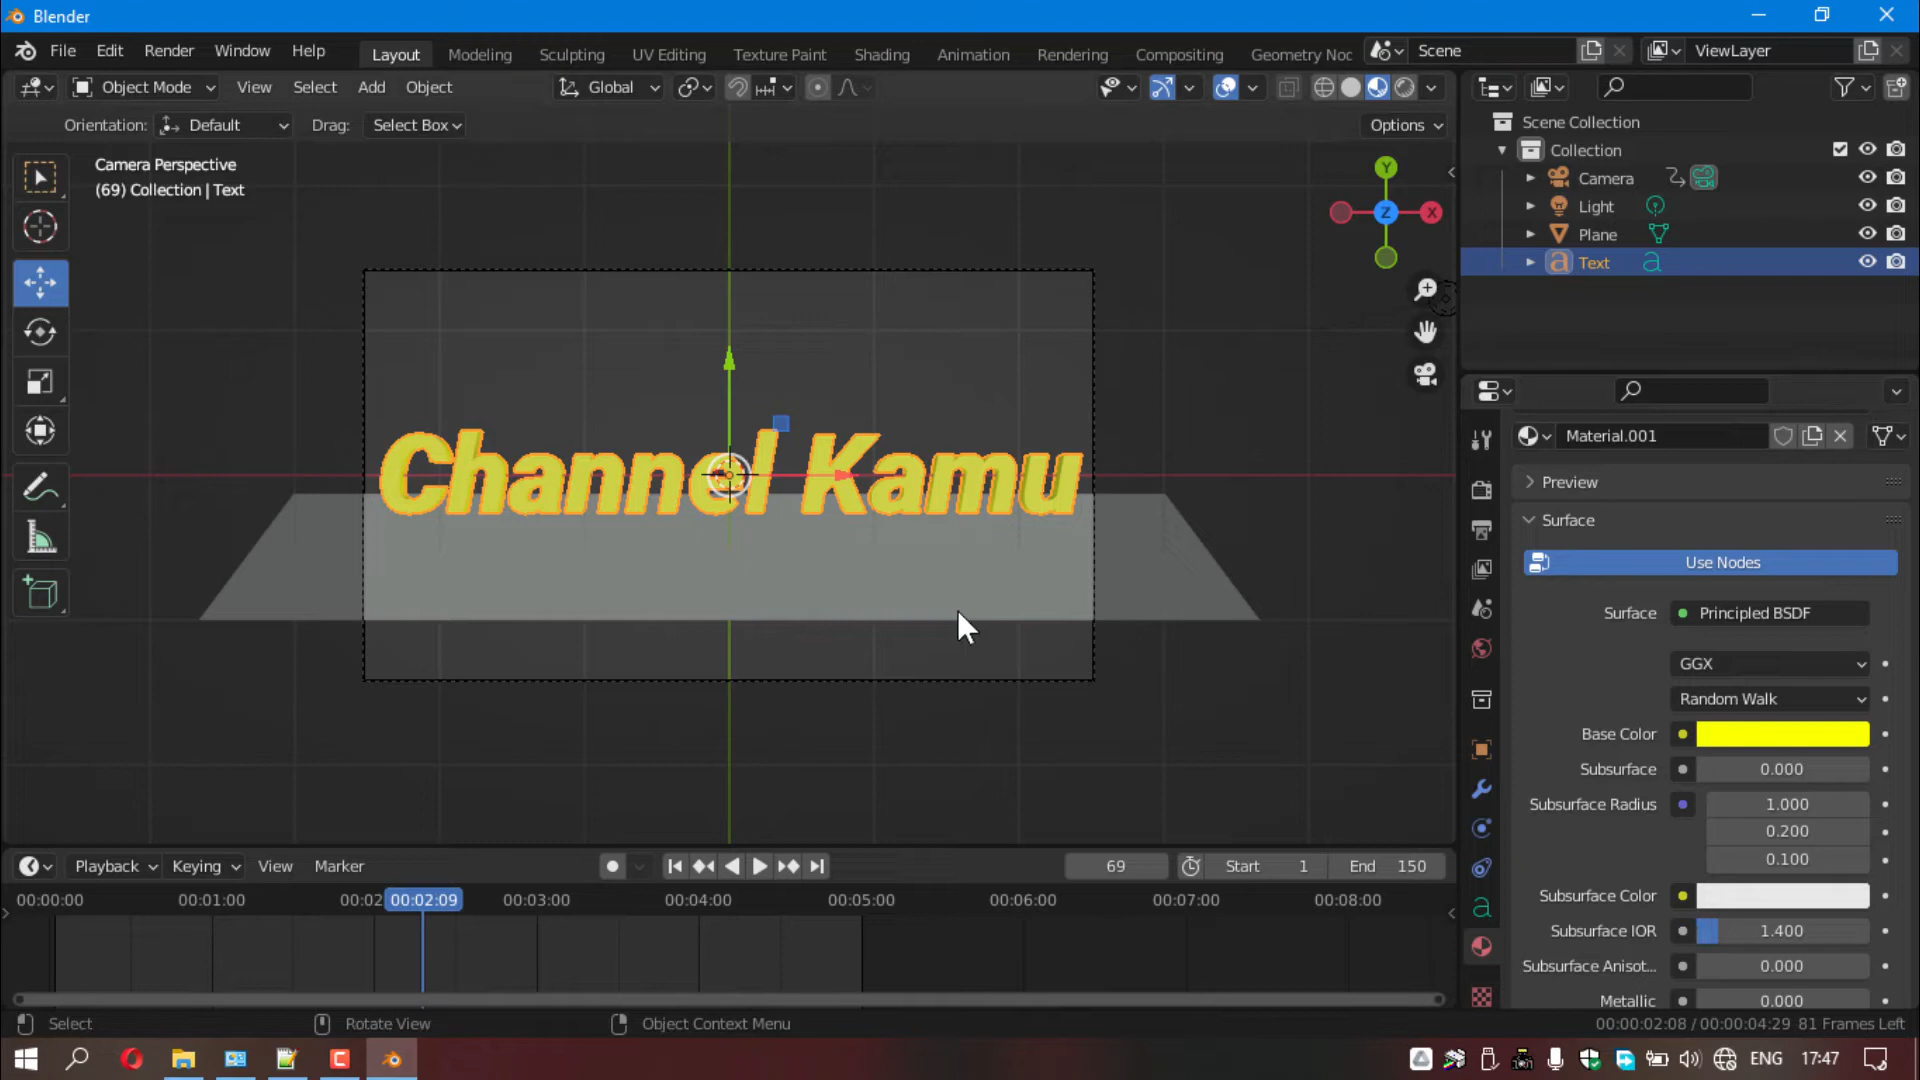 Blender
File Edit Render Window Help Layout Modeling Sculpting UV Editing Texture Paint Shading Animation Rendering Compositing Geometry Noc Scene ViewLayer
Object Mode View Select Add Object Global
Orientation: Default Drag: Select Box Options
Camera Perspective
(69) Collection | Text
Y
X
Z
Channel Kamu
Scene Collection
Collection
Camera
Light
Plane
Text
Material.001
Preview
Surface
Use Nodes
Surface Principled BSDF
GGX
Random Walk
Base Color
Subsurface 0.000
Subsurface Radius 1.000
0.200
0.100
Subsurface Color
Subsurface IOR 1.400
Subsurface Anisot... 0.000
Metallic 0.000
Playback Keying View Marker 69 Start 1 End 150
00:00:00 00:01:00 00:02 00:02:09 00:03:00 00:04:00 00:05:00 00:06:00 00:07:00 00:08:00
Select Rotate View Object Context Menu 00:00:02:08 / 00:00:04:29 81 Frames Left
ENG 17:47